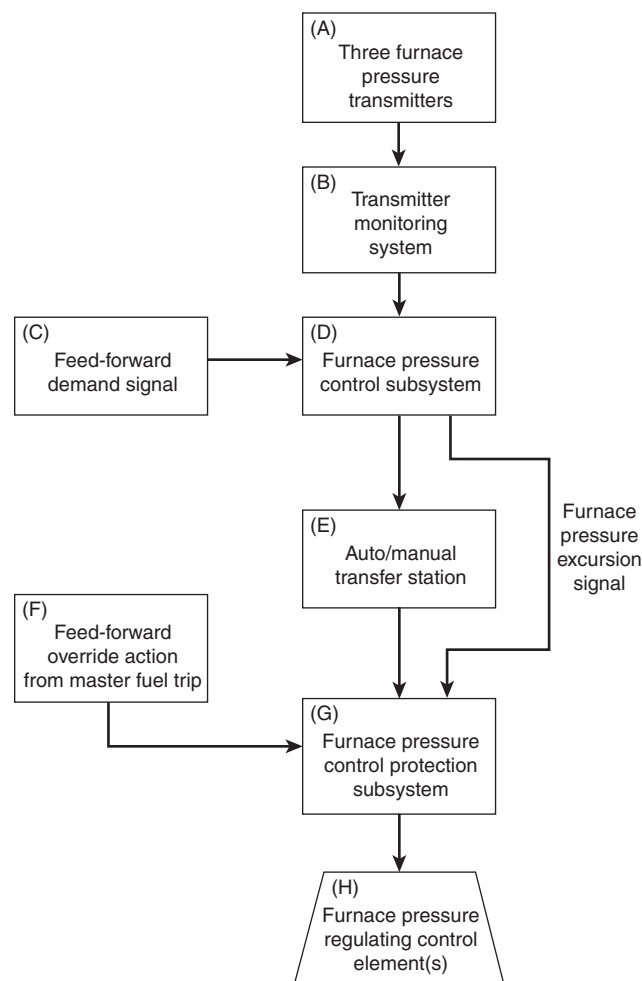 (A)
Three furnace
pressure
transmitters
(B)
Transmitter
monitoring
system
(C)
Feed-forward
demand signal
(D)
Furnace pressure
control subsystem
(E)
Auto/manual
transfer station
Furnace
pressure
excursion
signal
(F)
Feed-forward
override action
from master fuel trip
(G)
Furnace pressure
control protection
subsystem
(H)
Furnace pressure
regulating control
element(s)